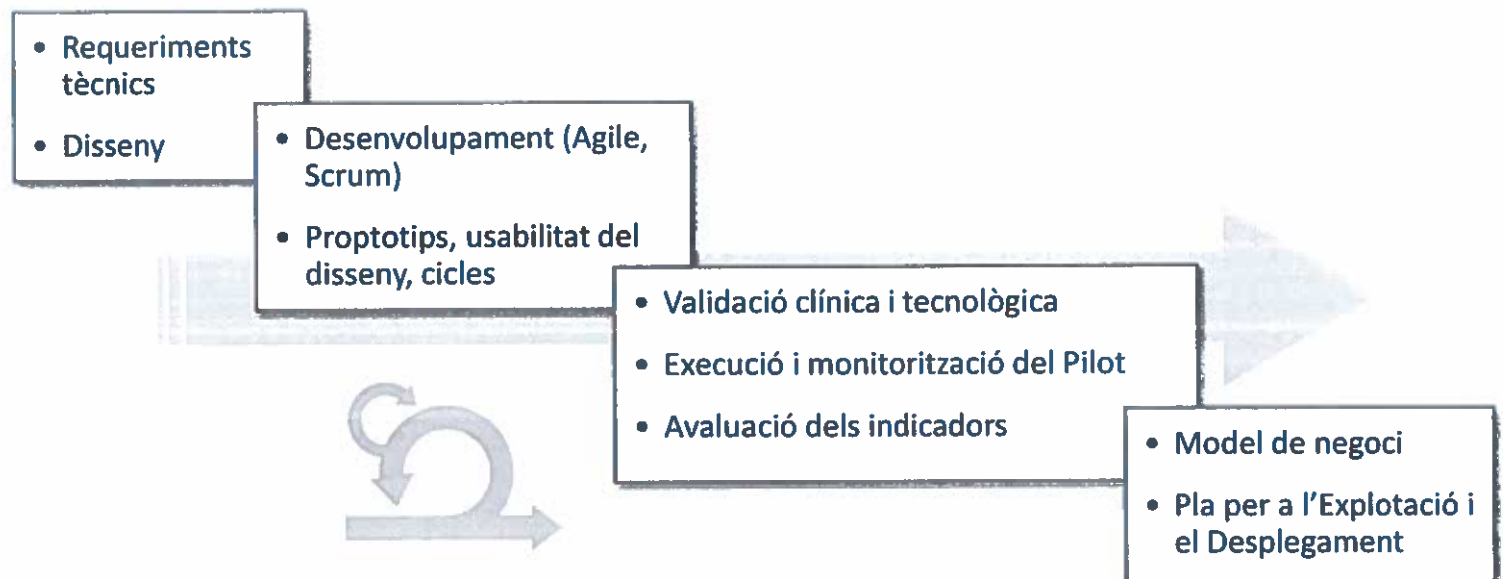 • Requeriments
tècnics
• Disseny
• Desenvolupament (Agile,
Scrum)
• Proptotips, usabilitat del
disseny, cicles
• Validació clínica i tecnològica
• Execució i monitorització del Pilot
• Avaluació dels indicadors
• Model de negoci
• Pla per a l'Explotació i
el Desplegament